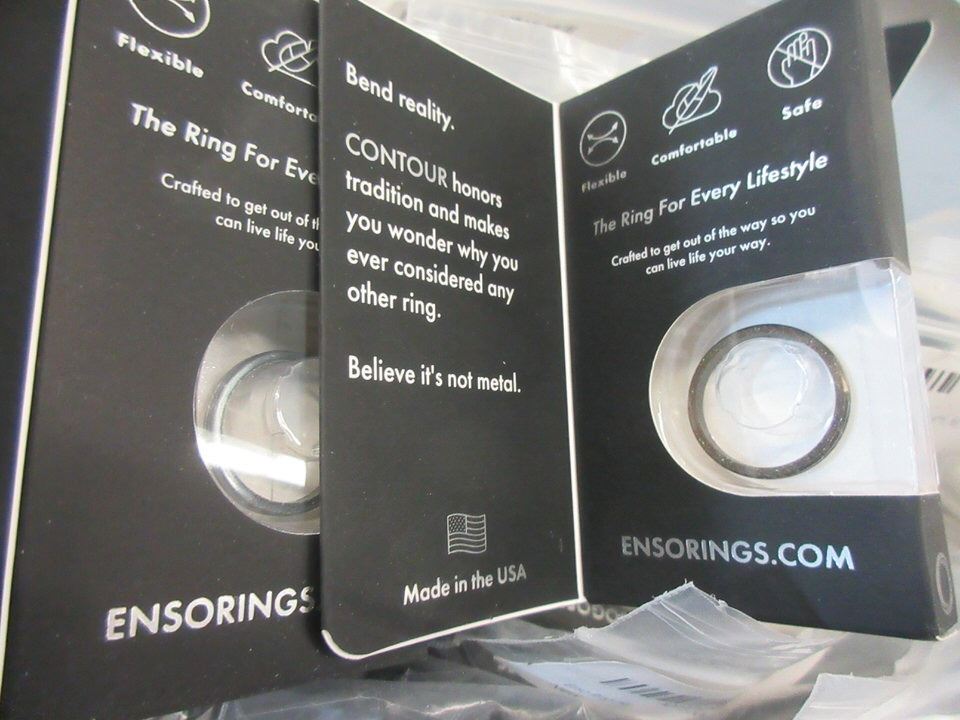 Flexible
Comforta
The Ring For Eve
Crafted to get out of th
can live life you
ENSORINGS
Bend reality.
CONTOUR honors
tradition and makes
you wonder why you
ever considered any
other ring.
Believe it's not metal.
Made in the USA
Flexible
Comfortable
Safe
The Ring For Every Lifestyle
Crafted to get out of the way so you
can live life your way.
ENSORINGS.COM